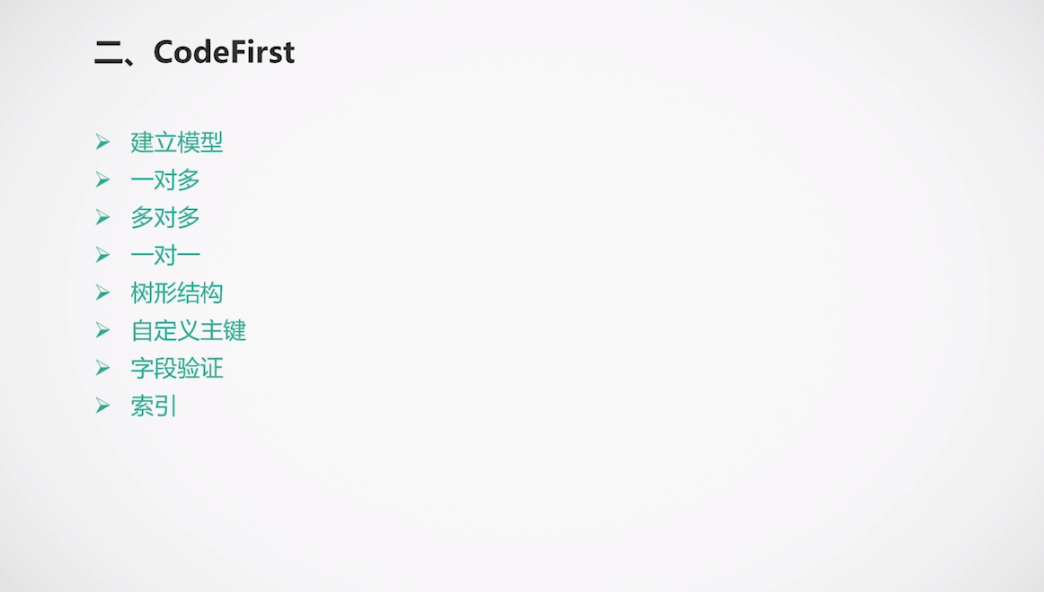 二、CodeFirst
建立模型
一对多
多对多
一对一
树形结构
自定义主键
字段验证
索引